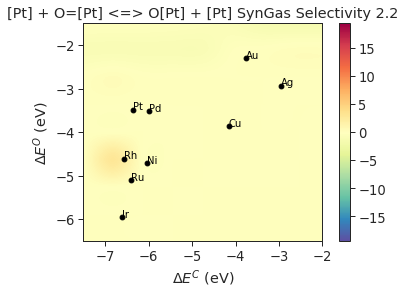 [Pt] + O=[Pt] <=> O[Pt] + [Pt] SynGas Selectivity 2.2
−2
−3
−4
−5
−6
ΔE^O (eV)
Au
Ag
Pt
Pd
Cu
Rh
Ni
Ru
Ir
−7
−6
−5
−4
−3
−2
ΔE^C (eV)
15
10
5
0
−5
−10
−15